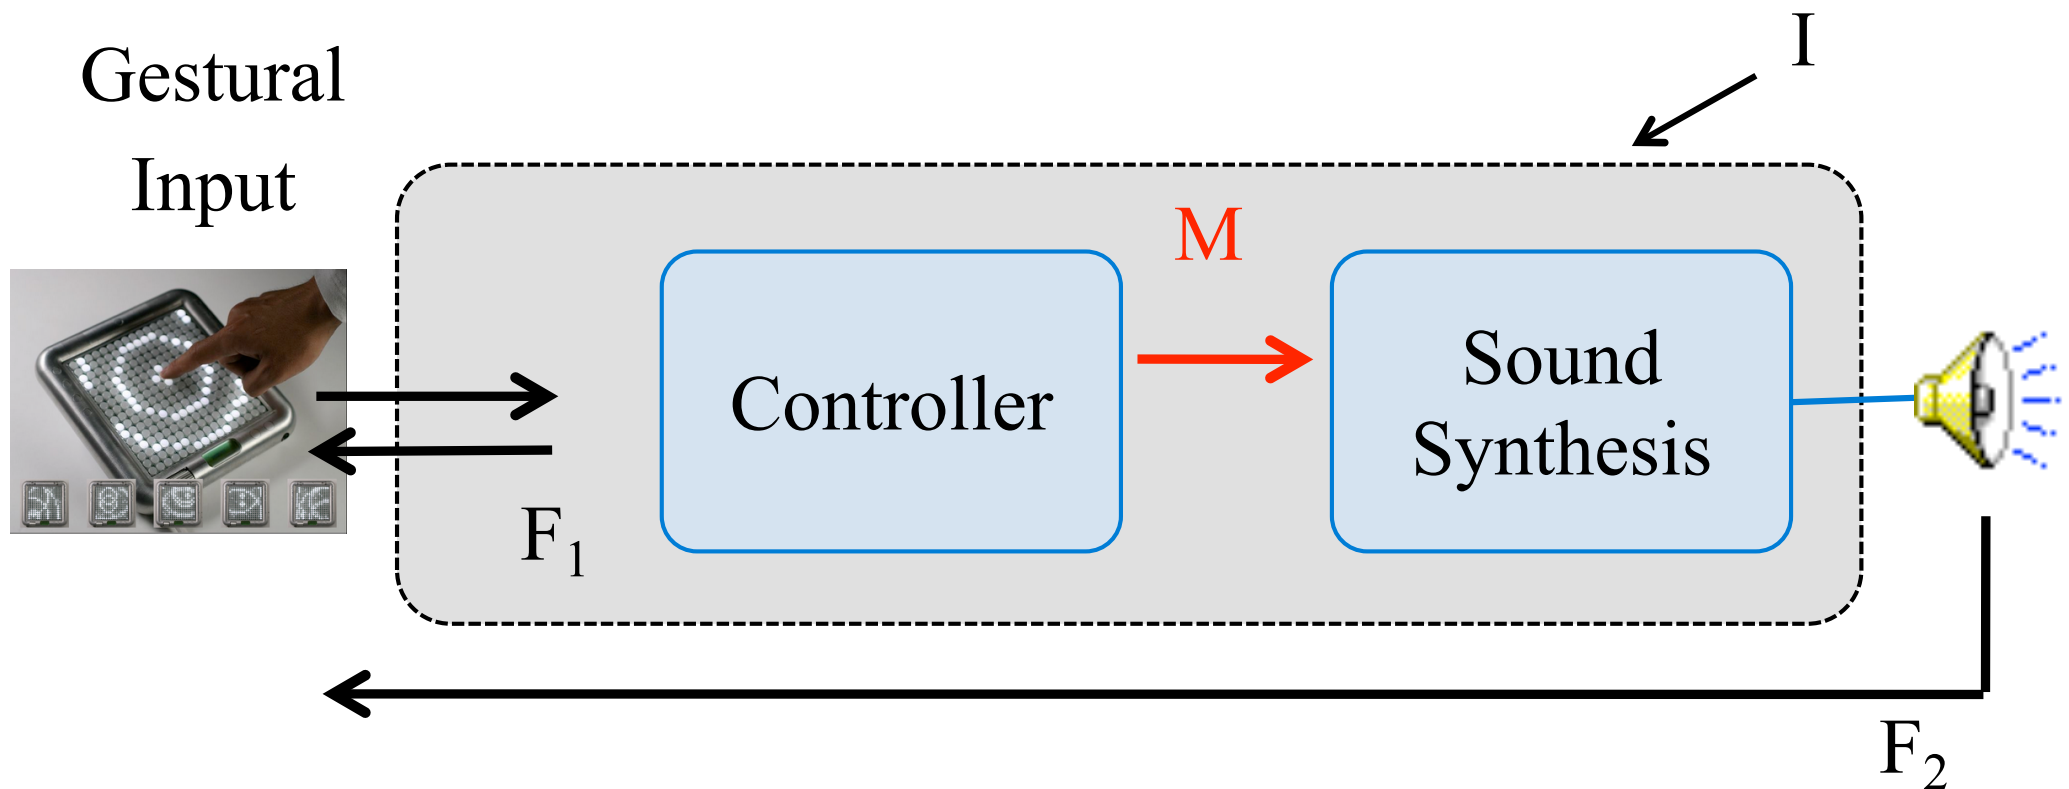 Gestural
Input
I
M
Controller
Sound
Synthesis
F₁
F₂